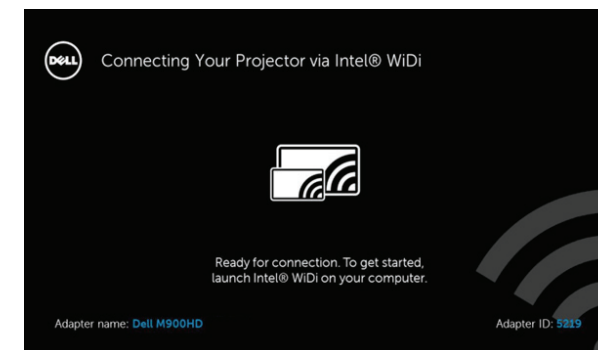 DELL
Connecting Your Projector via Intel® WiDi
Ready for connection. To get started,
launch Intel® WiDi on your computer.
Adapter name: Dell M900HD
Adapter ID: 5219